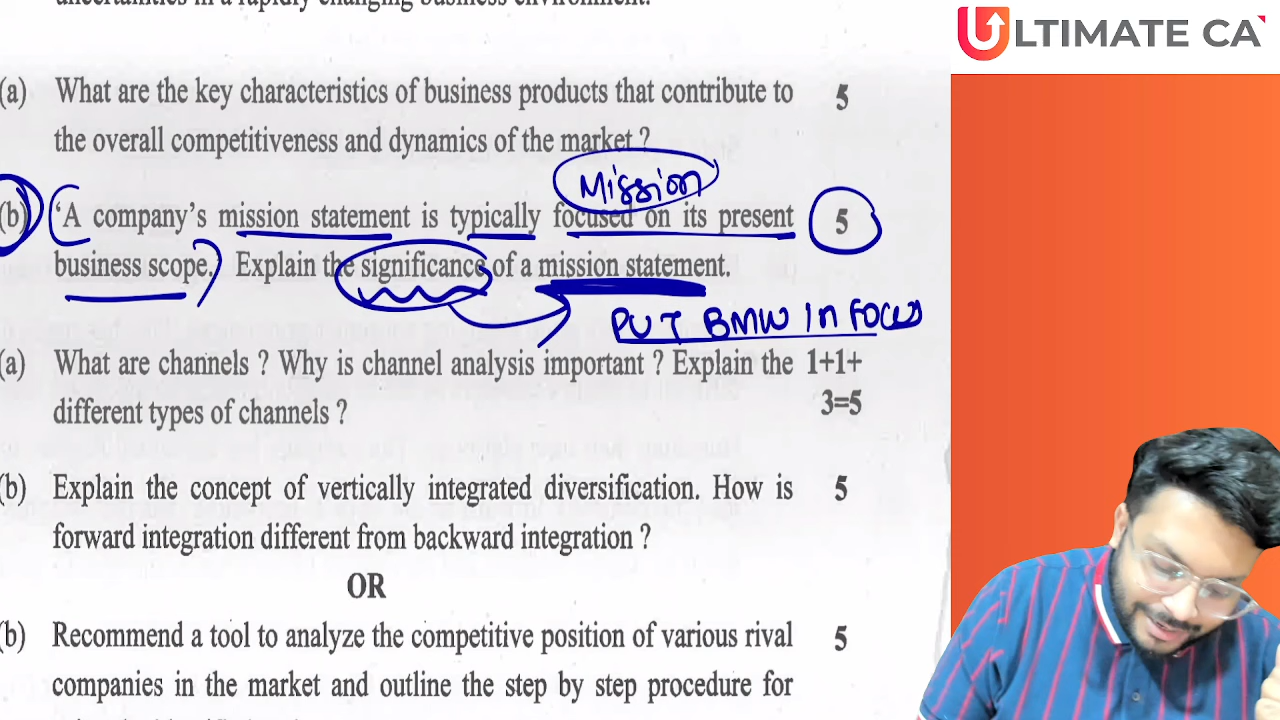 uncertainties in a rapidly changing business environment.
ULTIMATE CA
(a) What are the key characteristics of business products that contribute to 5
the overall competitiveness and dynamics of the market ?
Mission
(b) 'A company's mission statement is typically focused on its present 5
business scope.' Explain the significance of a mission statement.
PUT BMW In FOCUS
(a) What are channels ? Why is channel analysis important ? Explain the 1+1+
different types of channels ? 3=5
(b) Explain the concept of vertically integrated diversification. How is 5
forward integration different from backward integration ?
OR
(b) Recommend a tool to analyze the competitive position of various rival 5
companies in the market and outline the step by step procedure for